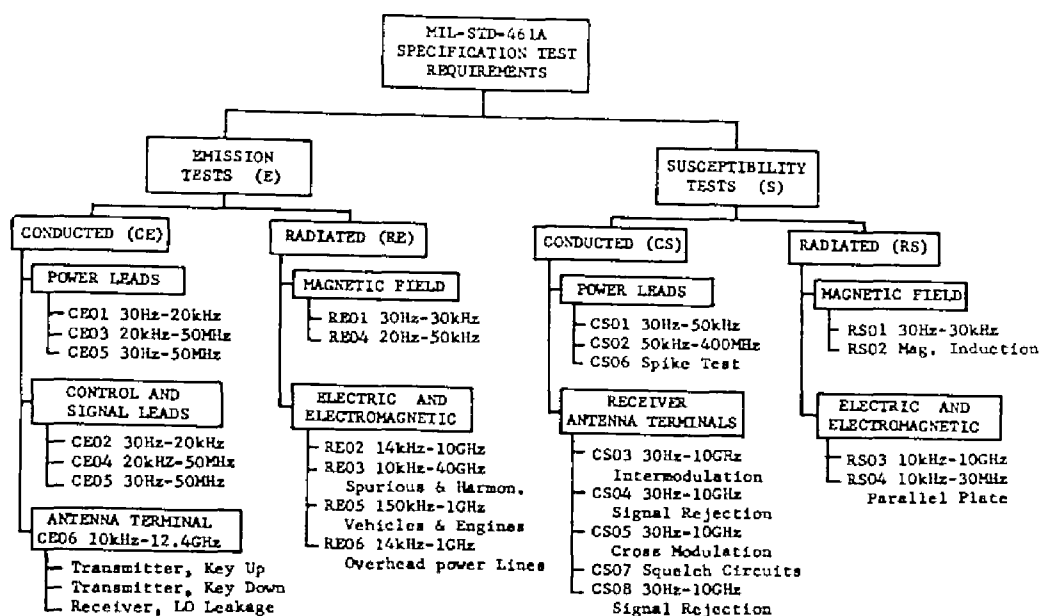 MIL-STD-461A
SPECIFICATION TEST
REQUIREMENTS
EMISSION
TESTS (E)
SUSCEPTIBILITY
TESTS (S)
CONDUCTED (CE)
RADIATED (RE)
CONDUCTED (CS)
RADIATED (RS)
POWER LEADS
CE01 30Hz-20kHz
CE03 20kHz-50MHz
CE05 30Hz-50MHz
CONTROL AND
SIGNAL LEADS
CE02 30Hz-20kHz
CE04 20kHz-50MHz
CE05 30Hz-50MHz
ANTENNA TERMINAL
CE06 10kHz-12.4GHz
Transmitter, Key Up
Transmitter, Key Down
Receiver, LO Leakage
MAGNETIC FIELD
RE01 30Hz-30kHz
RE04 20Hz-50kHz
ELECTRIC AND
ELECTROMAGNETIC
RE02 14kHz-10GHz
RE03 10kHz-40GHz
Spurious & Harmon.
RE05 150kHz-1GHz
Vehicles & Engines
RE06 14kHz-1GHz
Overhead power Lines
POWER LEADS
CS01 30Hz-50kHz
CS02 50kHz-400MHz
CS06 Spike Test
RECEIVER
ANTENNA TERMINALS
CS03 30Hz-10GHz
Intermodulation
CS04 30Hz-10GHz
Signal Rejection
CS05 30Hz-10GHz
Cross Modulation
CS07 Squelch Circuits
CS08 30Hz-10GHz
Signal Rejection
MAGNETIC FIELD
RS01 30Hz-30kHz
RS02 Mag. Induction
ELECTRIC AND
ELECTROMAGNETIC
RS03 10kHz-10GHz
RS04 10kHz-30MHz
Parallel Plate